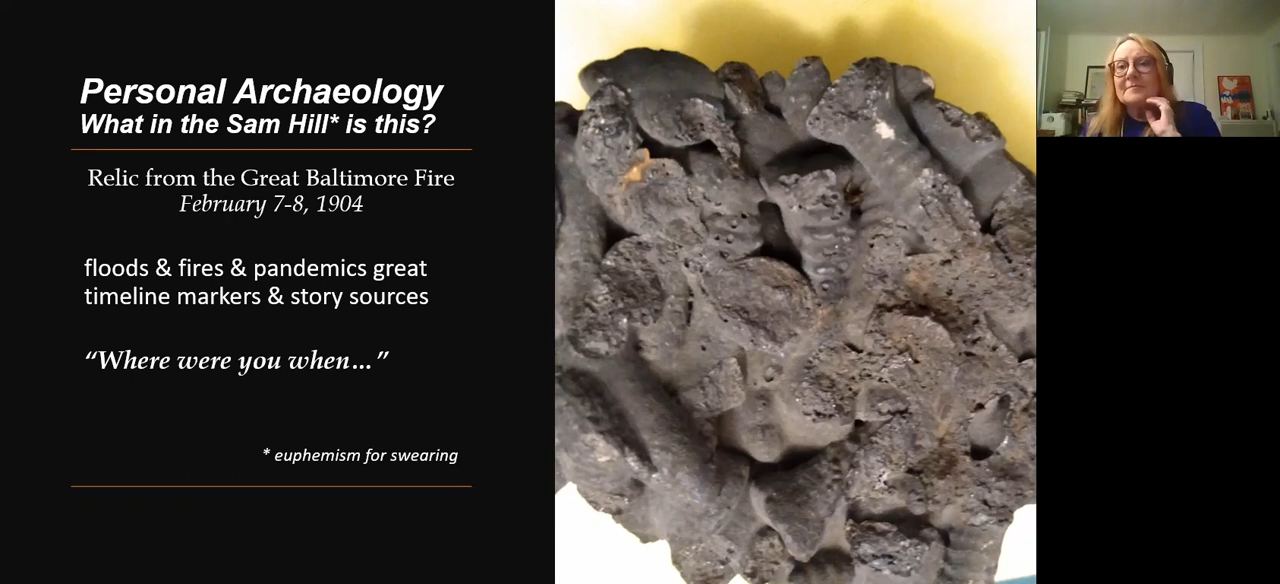 Personal Archaeology
What in the Sam Hill* is this?
Relic from the Great Baltimore Fire
February 7-8, 1904
floods & fires & pandemics great
timeline markers & story sources
“Where were you when…”
* euphemism for swearing